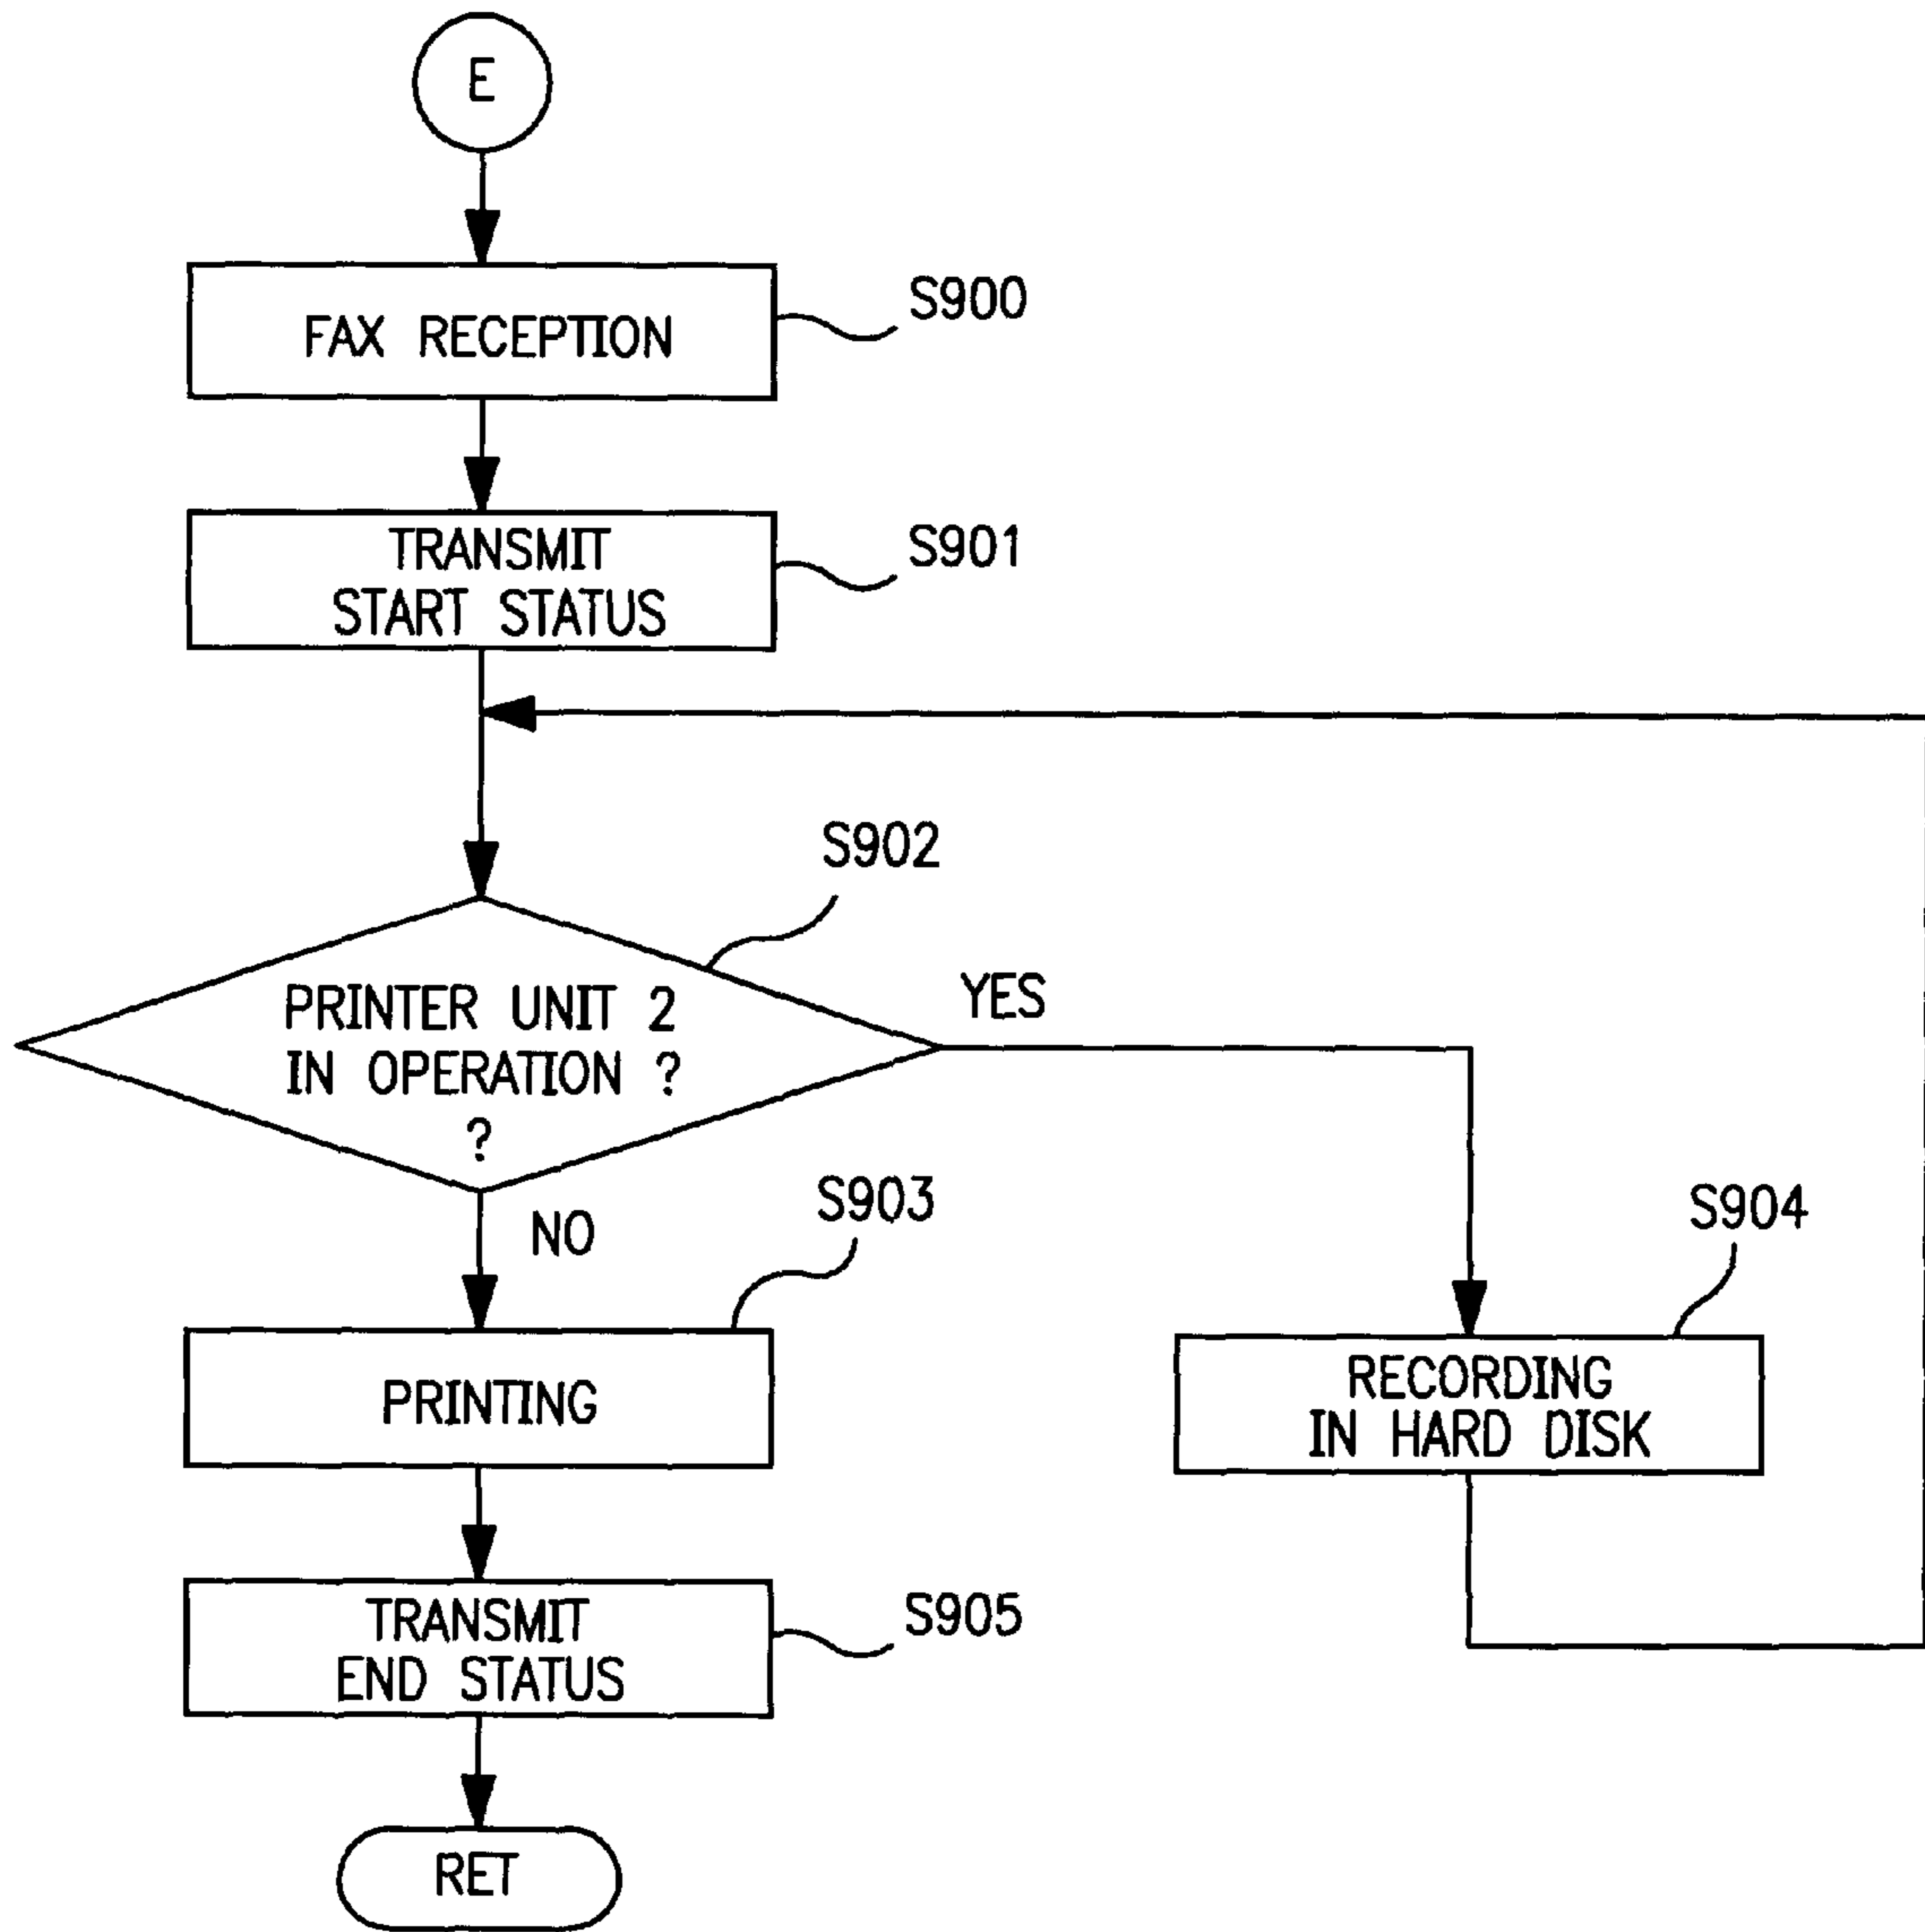 E
FAX RECEPTION
S900
TRANSMIT
START STATUS
S901
S902
PRINTER UNIT 2
IN OPERATION ?
?
YES
NO
S903
PRINTING
S904
RECORDING
IN HARD DISK
TRANSMIT
END STATUS
S905
RET